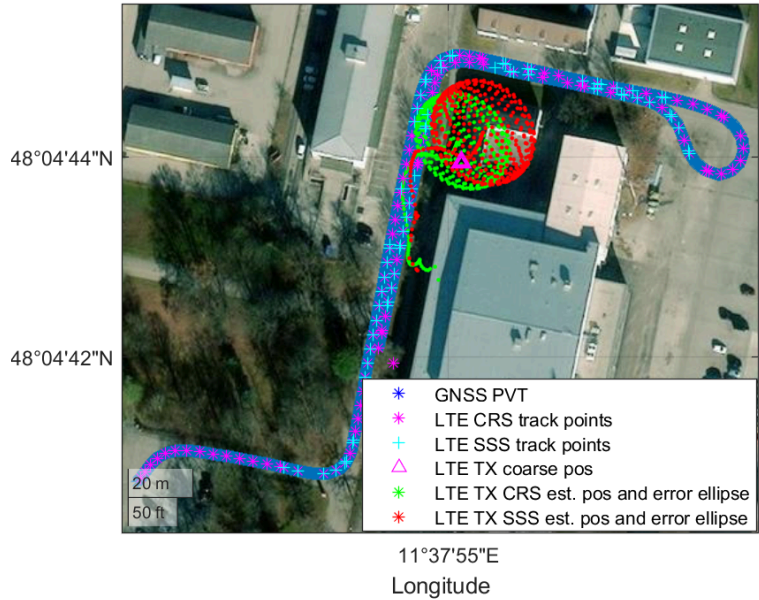 48°04'44"N
48°04'42"N
GNSS PVT
LTE CRS track points
LTE SSS track points
LTE TX coarse pos
LTE TX CRS est. pos and error ellipse
LTE TX SSS est. pos and error ellipse
20 m
50 ft
11°37'55"E
Longitude